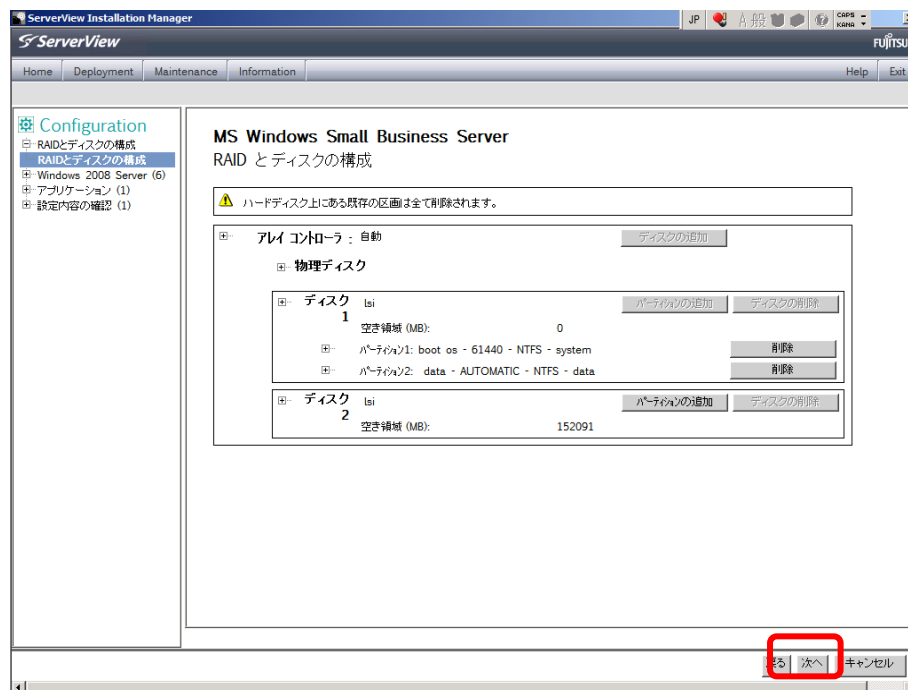 ServerView Installation Manager
JP A 般 CAPS KANA
ServerView FUJITSU
Home Deployment Maintenance Information Help Exit
Configuration
RAIDとディスクの構成
RAIDとディスクの構成
Windows 2008 Server (6)
アプリケーション (1)
設定内容の確認 (1)
MS Windows Small Business Server
RAID とディスクの構成
ハードディスク上にある既存の区画は全て削除されます。
アレイ コントローラ : 自動 ディスクの追加
物理ディスク
ディスク 1 lsi パーティションの追加 ディスクの削除
空き領域 (MB): 0
パーティション1: boot os - 61440 - NTFS - system 削除
パーティション2: data - AUTOMATIC - NTFS - data 削除
ディスク 2 lsi パーティションの追加 ディスクの削除
空き領域 (MB): 152091
戻る 次へ キャンセル